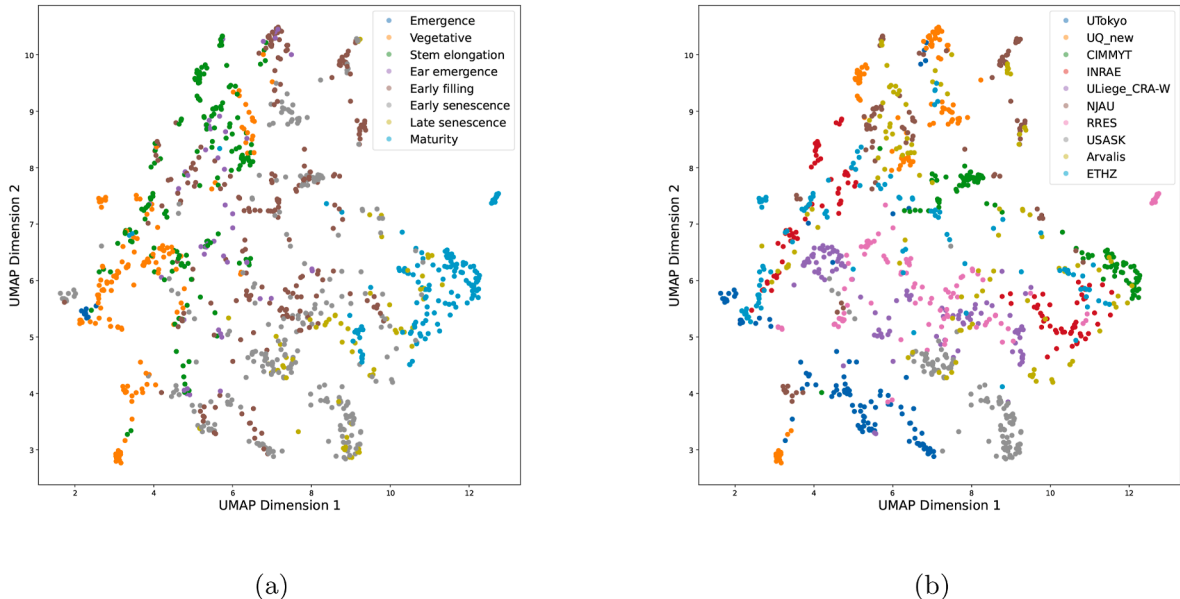 Emergence
Vegetative
Stem elongation
Ear emergence
Early filling
Early senescence
Late senescence
Maturity
10
9
8
7
6
5
4
3
UMAP Dimension 2
2
4
6
8
10
12
UMAP Dimension 1
(a)
UTokyo
UQ_new
CIMMYT
INRAE
ULiege_CRA-W
NJAU
RRES
USASK
Arvalis
ETHZ
10
9
8
7
6
5
4
3
UMAP Dimension 2
2
4
6
8
10
12
UMAP Dimension 1
(b)